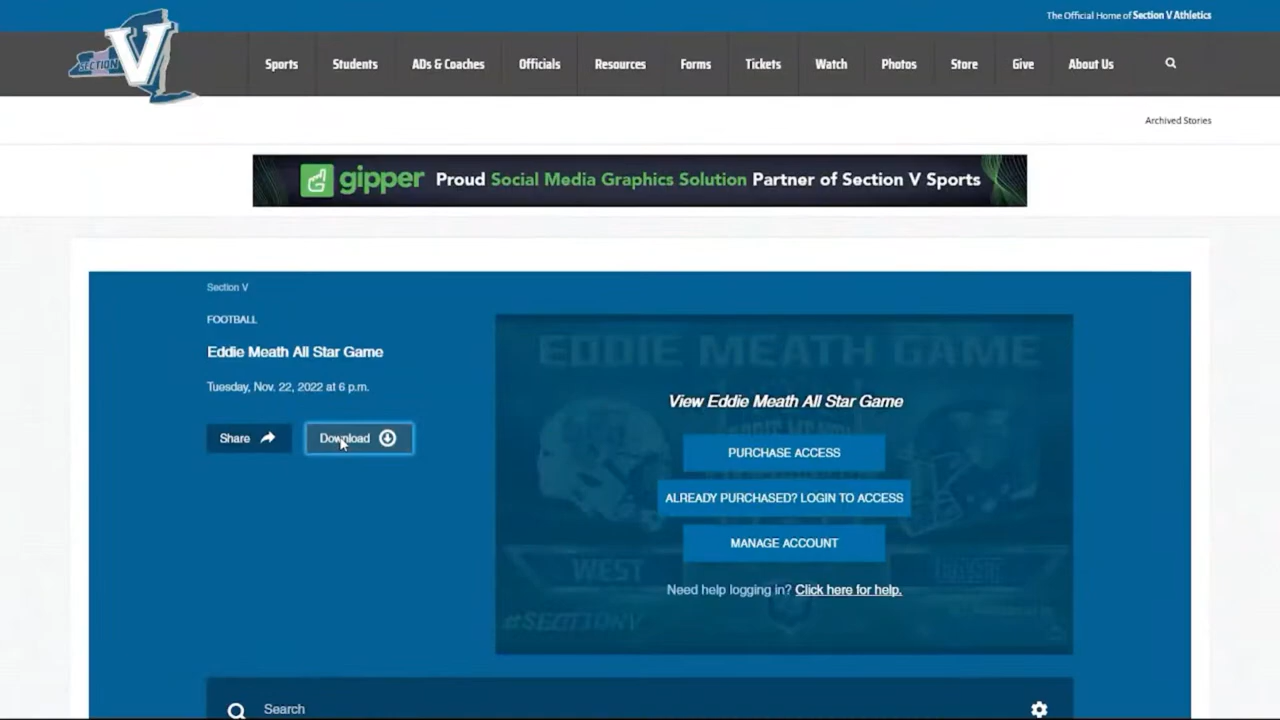 The Official Home of Section V Athletics
SECTION V
Sports Students ADs & Coaches Officials Resources Forms Tickets Watch Photos Store Give About Us
Archived Stories
gipper Proud Social Media Graphics Solution Partner of Section V Sports
Section V
FOOTBALL
Eddie Meath All Star Game
Tuesday, Nov. 22, 2022 at 6 p.m.
Share Download
EDDIE MEATH GAME
View Eddie Meath All Star Game
PURCHASE ACCESS
ALREADY PURCHASED? LOGIN TO ACCESS
MANAGE ACCOUNT
WEST
Need help logging in? Click here for help.
#SECTIONV
Search